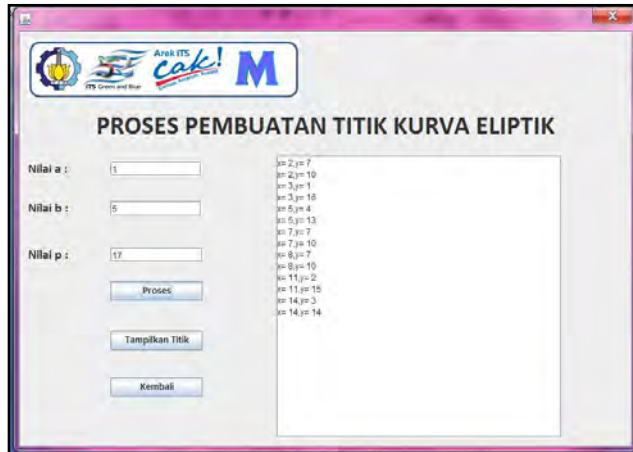 Arek ITS
cak!
ITS Green and Blue
M
PROSES PEMBUATAN TITIK KURVA ELIPTIK
Nilai a : 1
Nilai b : 5
Nilai p : 17
Proses
Tampilkan Titik
Kembali
x= 2,y= 7
x= 2,y= 10
x= 3,y= 1
x= 3,y= 16
x= 5,y= 4
x= 5,y= 13
x= 7,y= 7
x= 7,y= 10
x= 8,y= 7
x= 8,y= 10
x= 11,y= 2
x= 11,y= 15
x= 14,y= 3
x= 14,y= 14